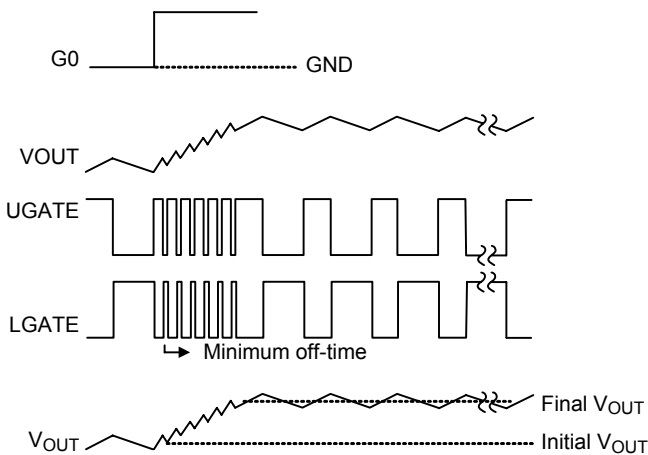 G0
GND
VOUT
UGATE
LGATE
Minimum off-time
Final VOUT
VOUT
Initial VOUT